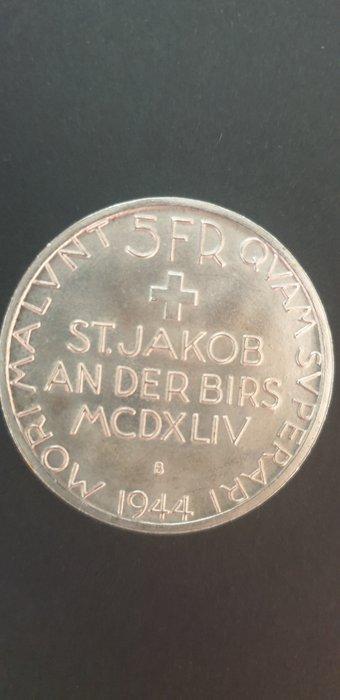 MORI MALVNT 5FR QVAM SVPERARI
ST. JAKOB
AN DER BIRS
MCDXLIV
B
1944